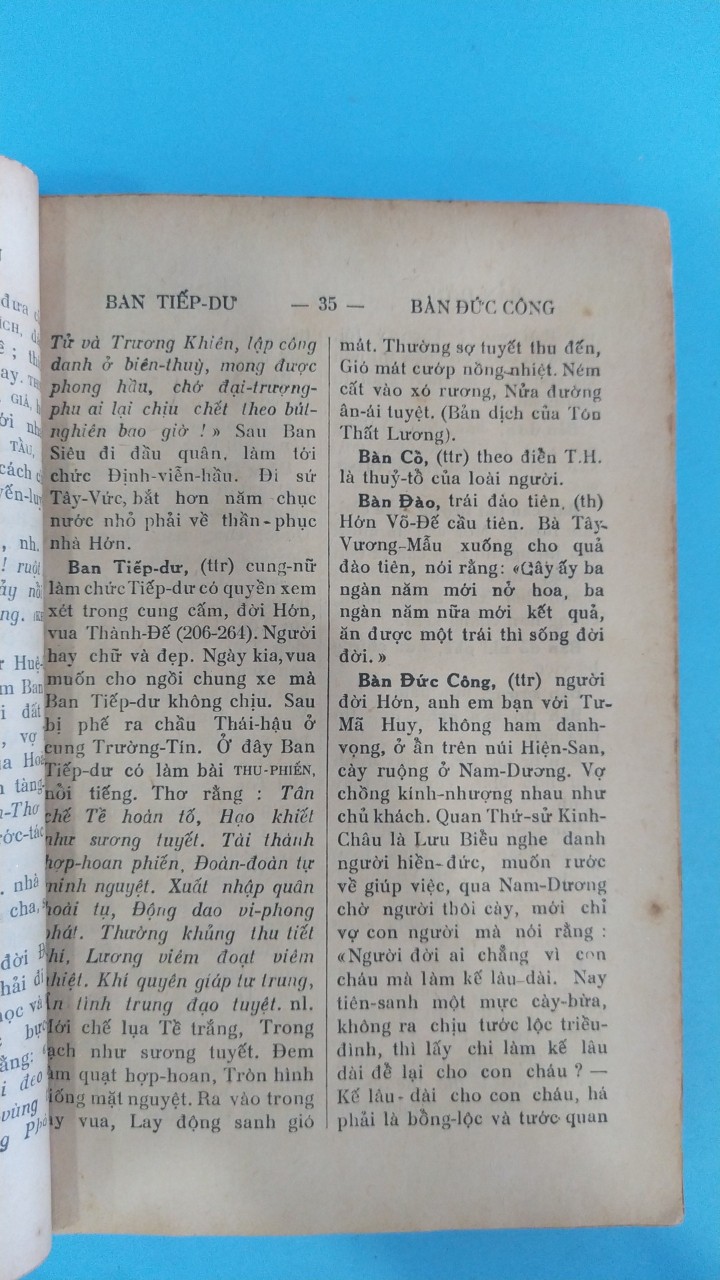 BAN TIẾP-DƯ — 35 — BÀN ĐỨC CÔNG
Tử và Trương Khiên, lập công
danh ở biên-thuỳ, mong được
phong hầu, chớ đại-trượng-
phu ai lại chịu chết theo bút-
nghiên bao giờ ! » Sau Ban
Siêu đi đầu quân, làm tới
chức Định-viễn-hầu. Đi sứ
Tây-Vức, bắt hơn năm chục
nước nhỏ phải về thần-phục
nhà Hớn.
Ban Tiếp-dư, (ttr) cung-nữ
làm chức Tiếp-dư có quyền xem
xét trong cung cấm, đời Hớn,
vua Thành-Đế (206-264). Người
hay chữ và đẹp. Ngày kia, vua
muốn cho ngồi chung xe mà
Ban Tiếp-dư không chịu. Sau
bị phế ra chầu Thái-hậu ở
cung Trường-Tín. Ở đây Ban
Tiếp-dư có làm bài THU-PHIẾN,
nổi tiếng. Thơ rằng : Tân
chế Tề hoàn tố, Hạo khiết
như sương tuyết. Tài thành
hợp-hoan phiến, Đoàn-đoàn tự
minh nguyệt. Xuất nhập quân
hoài tụ, Động dao vi-phong
phát. Thường khủng thu tiết
chí, Lương viêm đoạt viêm
nhiệt. Khí quyên giáp tư trung,
Ân tình trung đạo tuyệt. nl.
Mới chế lụa Tề trắng, Trong
sạch như sương tuyết. Đem
làm quạt hợp-hoan, Tròn hình
giống mặt nguyệt. Ra vào trong
tay vua, Lay động sanh gió
mát. Thường sợ tuyết thu đến,
Gió mát cướp nồng-nhiệt. Ném
cất vào xó rương, Nửa đường
ân-ái tuyệt. (Bản dịch của Tôn
Thất Lương).
Bàn Cổ, (ttr) theo điển T.H.
là thuỷ-tổ của loài người.
Bàn Đào, trái đào tiên, (th)
Hớn Võ-Đế cầu tiên. Bà Tây-
Vương-Mẫu xuống cho quả
đào tiên, nói rằng: «Cây ấy ba
ngàn năm mới nở hoa, ba
ngàn năm nữa mới kết quả,
ăn được một trái thì sống đời
đời. »
Bàn Đức Công, (ttr) người
đời Hớn, anh em bạn với Tư-
Mã Huy, không ham danh-
vọng, ở ẩn trên núi Hiện-San,
cày ruộng ở Nam-Dương. Vợ
chồng kính-nhượng nhau như
chủ khách. Quan Thứ-sử Kinh-
Châu là Lưu Biểu nghe danh
người hiền-đức, muốn rước
về giúp việc, qua Nam-Dương
chờ người thôi cày, mới chỉ
vợ con người mà nói rằng :
«Người đời ai chẳng vì con
cháu mà làm kế lâu-dài. Nay
tiên-sanh một mực cày-bừa,
không ra chịu tước lộc triều-
đình, thì lấy chi làm kế lâu
dài để lại cho con cháu ? —
Kế lâu-dài cho con cháu, há
phải là bổng-lộc và tước-quan